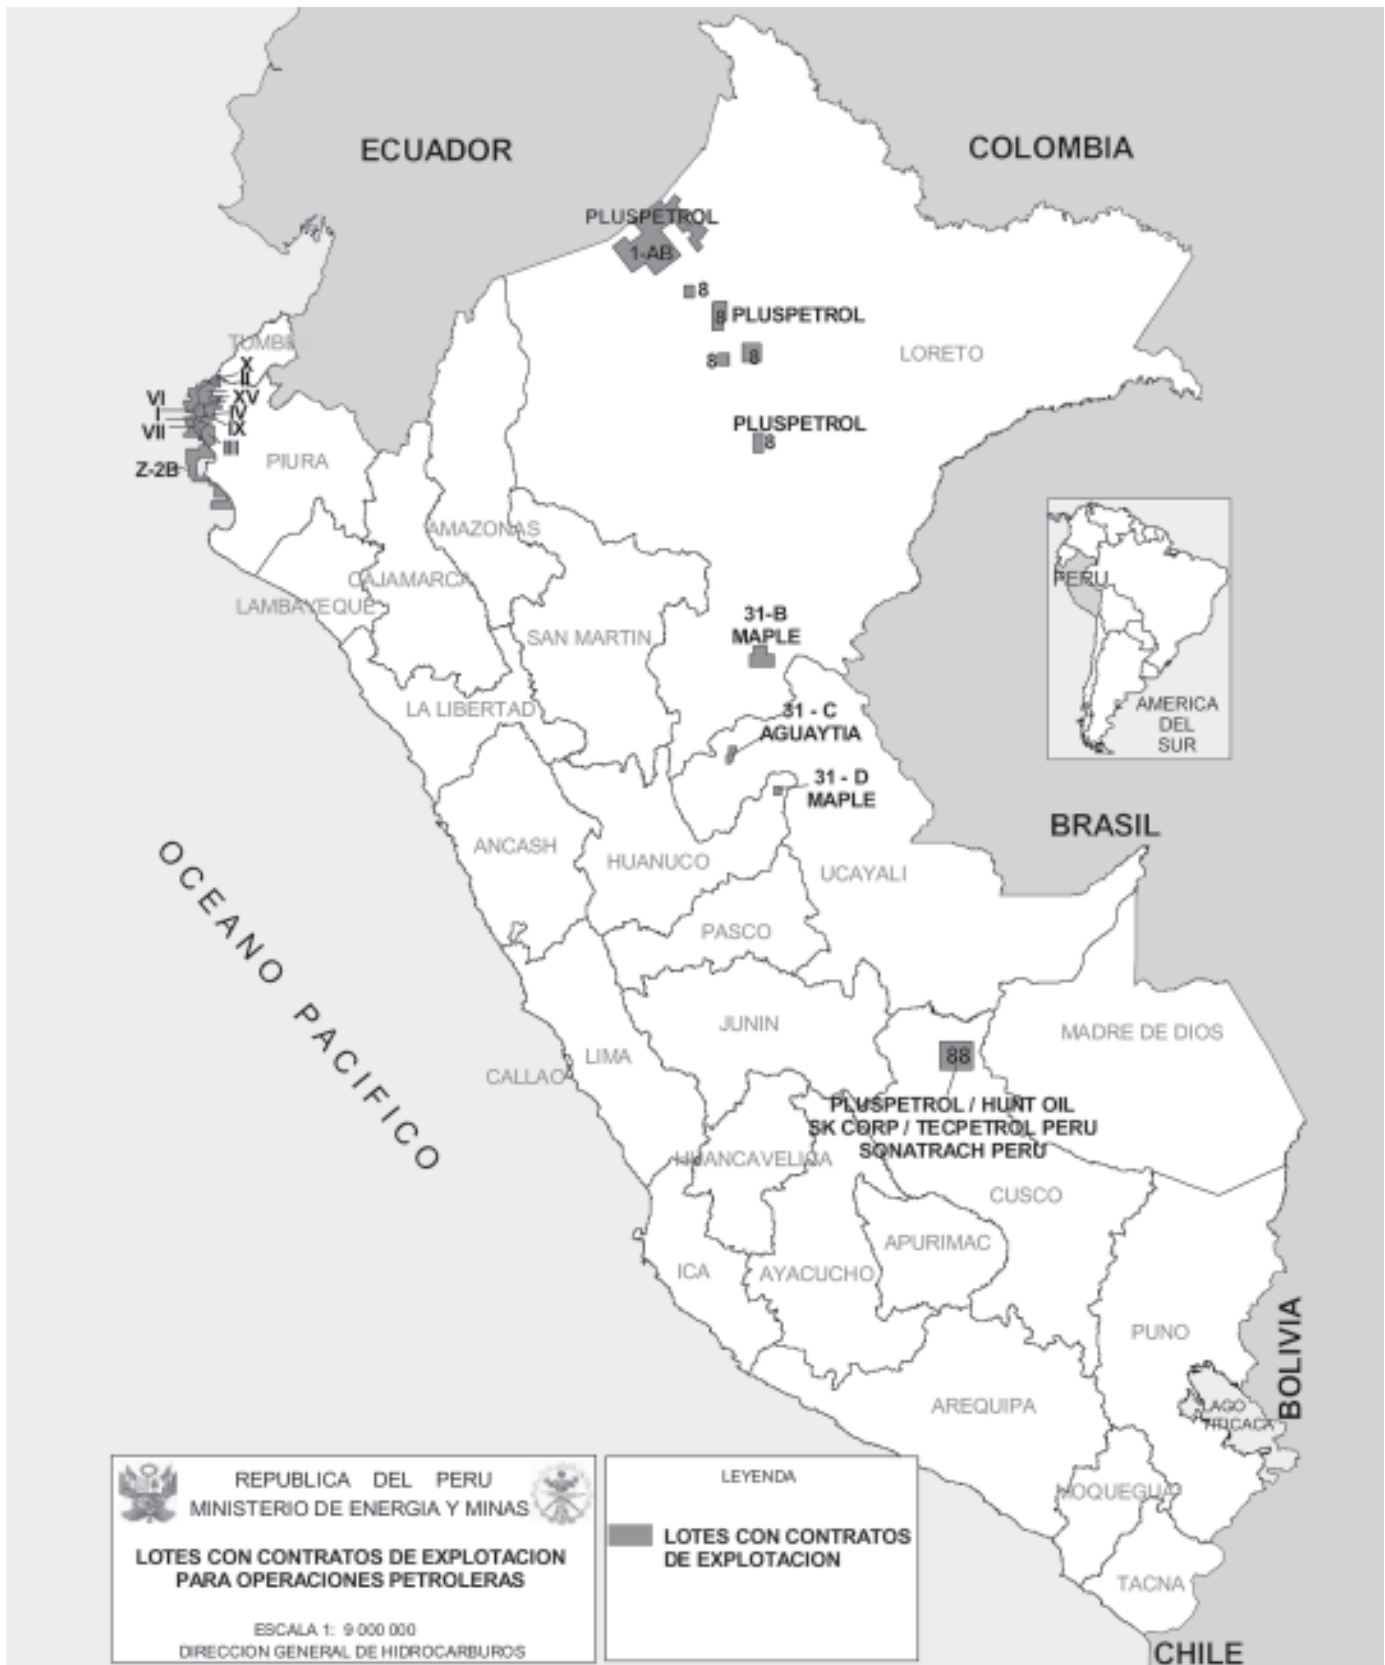 ECUADOR
COLOMBIA
PLUSPETROL
1-AB
8
8
PLUSPETROL
8
8
LORETO
PLUSPETROL
8
TUMBES
X
II
VI
XV
I
IV
VII
IX
III
Z-2B
PIURA
AMAZONAS
CAJAMARCA
LAMBAYEQUE
SAN MARTIN
31-B
MAPLE
PERU
AMERICA
DEL
SUR
LA LIBERTAD
31 - C
AGUAYTIA
31 - D
MAPLE
BRASIL
ANCASH
HUANUCO
UCAYALI
PASCO
OCEANO PACIFICO
JUNIN
MADRE DE DIOS
LIMA
CALLAO
88
PLUSPETROL / HUNT OIL
SK CORP / TECPETROL PERU
SONATRACH PERU
HUANCAVELICA
CUSCO
APURIMAC
ICA
AYACUCHO
PUNO
BOLIVIA
AREQUIPA
LAGO
TITICACA
MOQUEGUA
TACNA
CHILE
REPUBLICA DEL PERU
MINISTERIO DE ENERGIA Y MINAS
LOTES CON CONTRATOS DE EXPLOTACION
PARA OPERACIONES PETROLERAS
ESCALA 1: 9 000 000
DIRECCION GENERAL DE HIDROCARBUROS
LEYENDA
LOTES CON CONTRATOS
DE EXPLOTACION